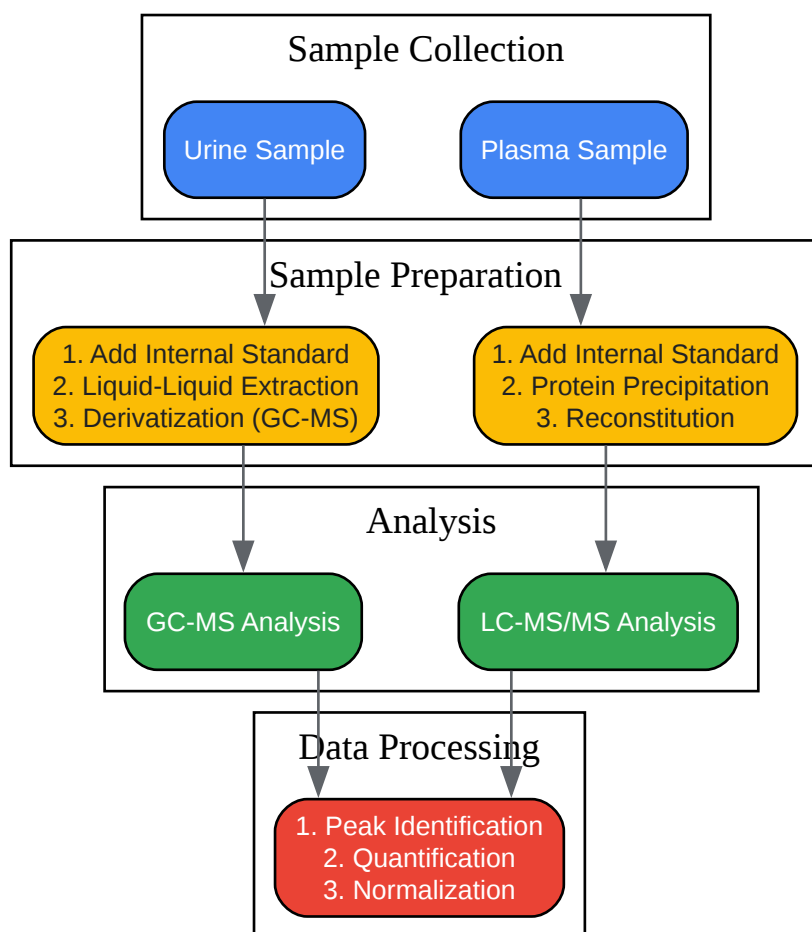 Sample Collection
Urine Sample
Plasma Sample
Sample Preparation
1. Add Internal Standard
2. Liquid-Liquid Extraction
3. Derivatization (GC-MS)
1. Add Internal Standard
2. Protein Precipitation
3. Reconstitution
Analysis
GC-MS Analysis
LC-MS/MS Analysis
Data Processing
1. Peak Identification
2. Quantification
3. Normalization